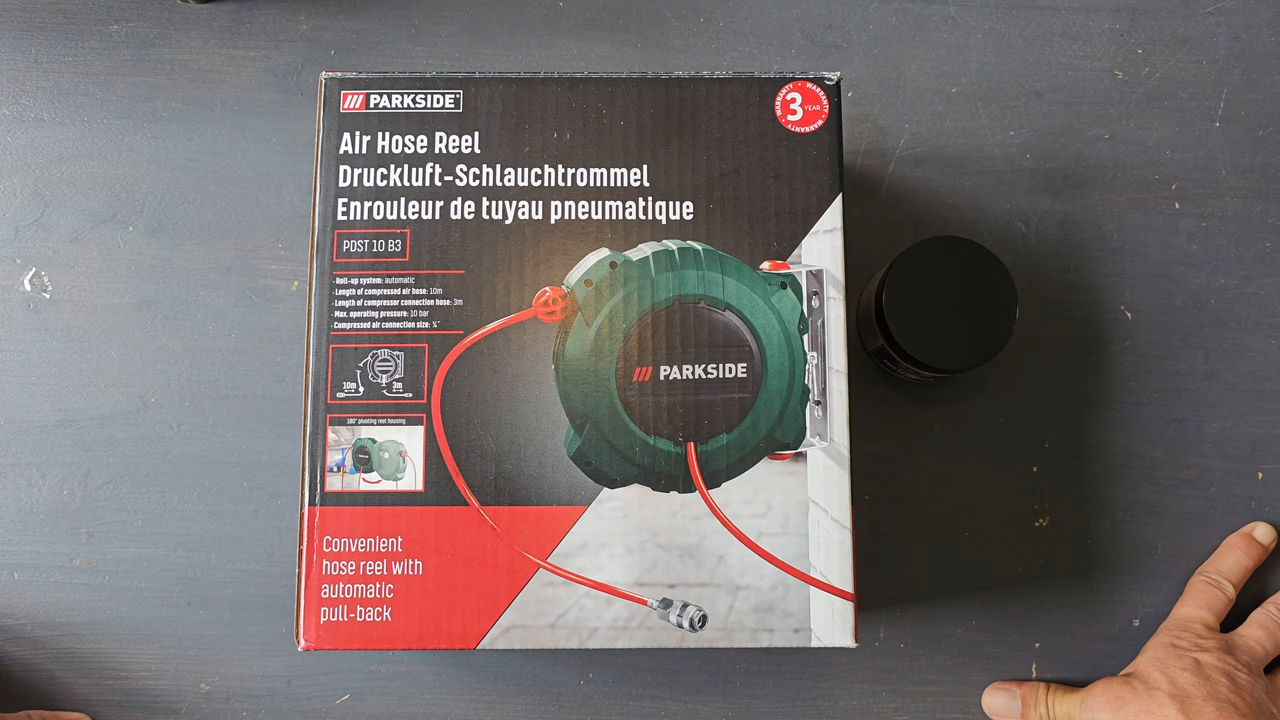 PARKSIDE®
WARRANTY • WARRANTY • WARRANTY •
3 YEAR
Air Hose Reel
Druckluft-Schlauchtrommel
Enrouleur de tuyau pneumatique
PDST 10 B3
- Roll-up system: automatic
- Length of compressed air hose: 10m
- Length of compressor connection hose: 3m
- Max. operating pressure: 10 bar
- Compressed air connection size: ¼"
10m
3m
180° pivoting reel housing
PARKSIDE
PARKSIDE
Convenient
hose reel with
automatic
pull-back